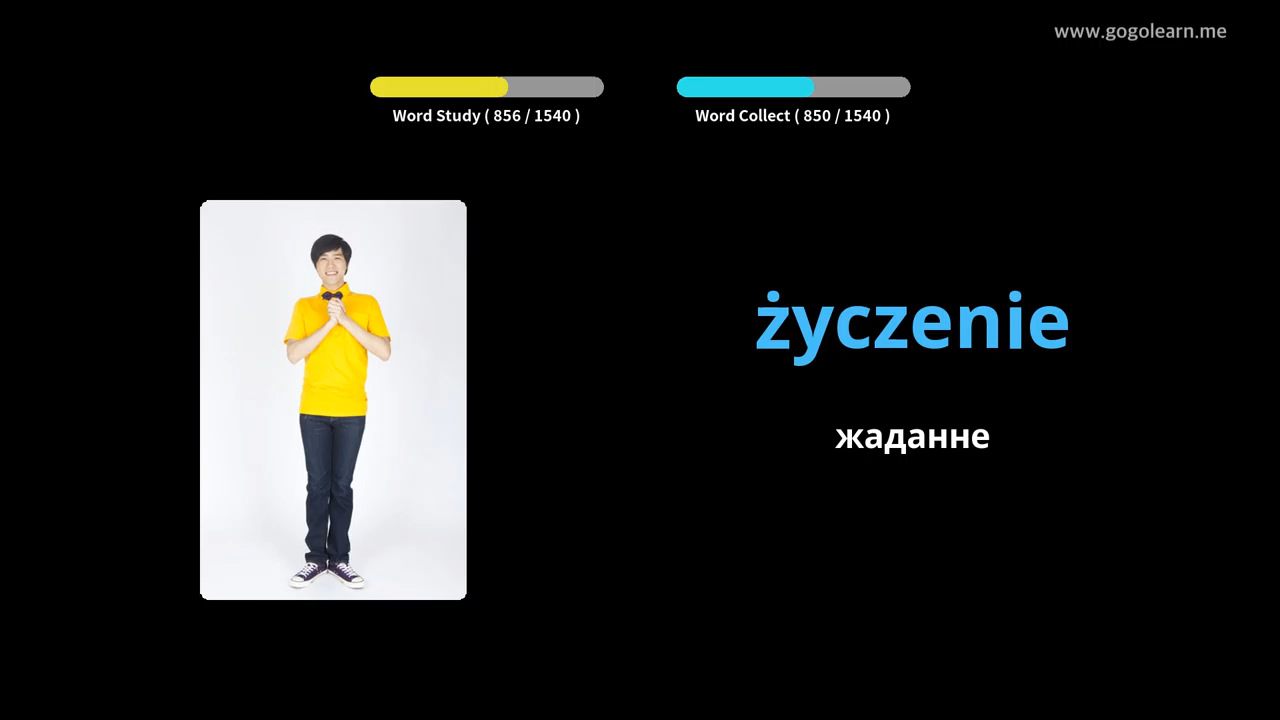 www.gogolearn.me
Word Study ( 856 / 1540 )
Word Collect ( 850 / 1540 )
życzenie
жаданне